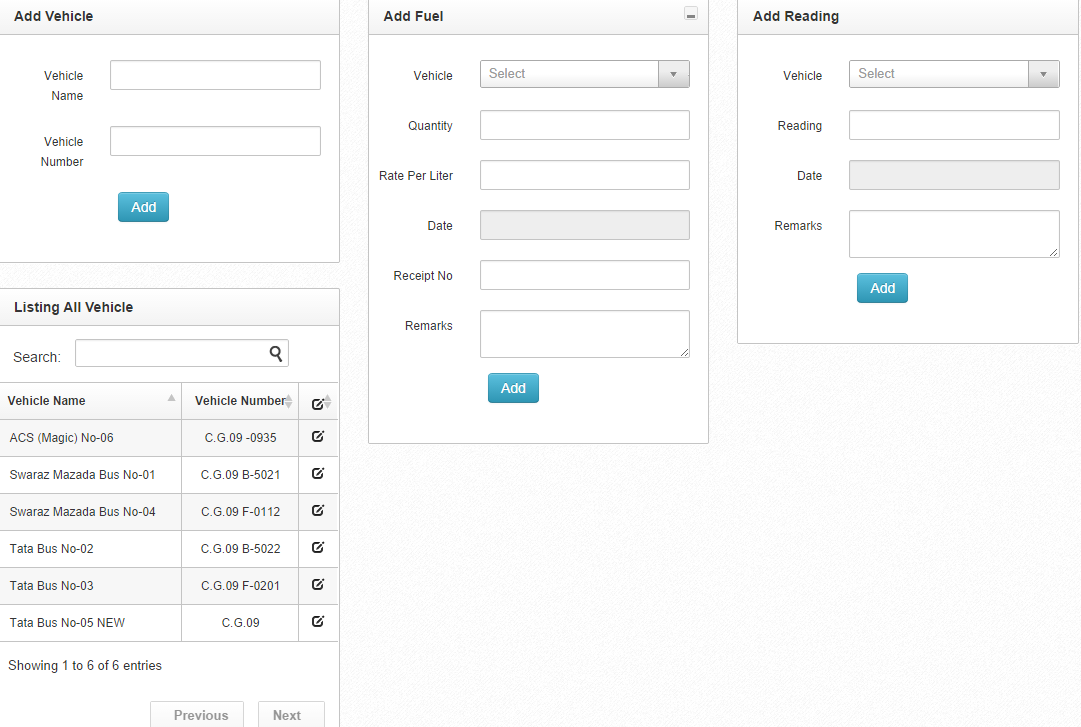 Add Vehicle
Vehicle
Name
Vehicle
Number
Add
Listing All Vehicle
Search:
Vehicle Name Vehicle Number
ACS (Magic) No-06 C.G.09 -0935
Swaraz Mazada Bus No-01 C.G.09 B-5021
Swaraz Mazada Bus No-04 C.G.09 F-0112
Tata Bus No-02 C.G.09 B-5022
Tata Bus No-03 C.G.09 F-0201
Tata Bus No-05 NEW C.G.09
Showing 1 to 6 of 6 entries
Previous Next
Add Fuel
Vehicle Select
Quantity
Rate Per Liter
Date
Receipt No
Remarks
Add
Add Reading
Vehicle Select
Reading
Date
Remarks
Add